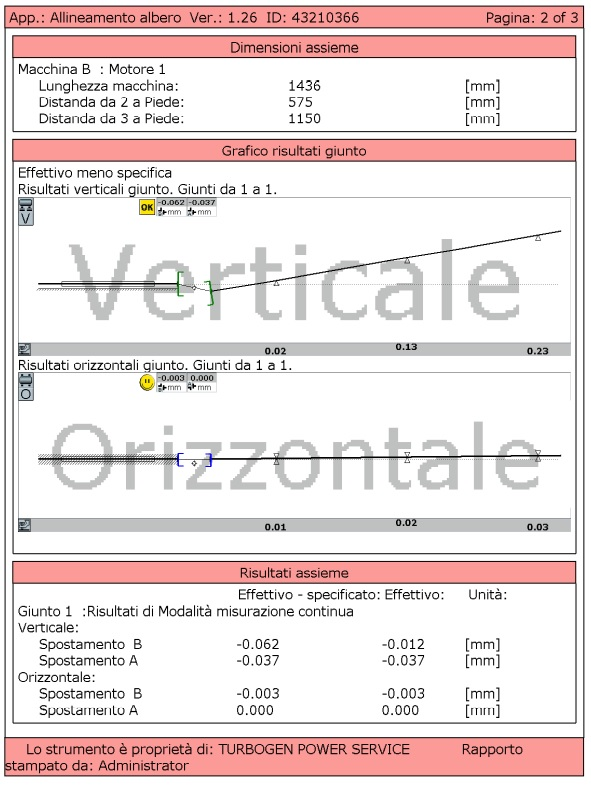 App.: Allineamento albero Ver.: 1.26 ID: 43210366 Pagina: 2 of 3
Dimensioni assieme
Macchina B : Motore 1
Lunghezza macchina: 1436 [mm]
Distanda da 2 a Piede: 575 [mm]
Distanda da 3 a Piede: 1150 [mm]
Grafico risultati giunto
Effettivo meno specifica
Risultati verticali giunto. Giunti da 1 a 1.
V
OK
-0.062 -0.037
mm mm
Verticale
0.02 0.13 0.23
Risultati orizzontali giunto. Giunti da 1 a 1.
O
-0.003 0.000
mm mm
Orizzontale
0.01 0.02 0.03
Risultati assieme
Effettivo - specificato: Effettivo: Unità:
Giunto 1 :Risultati di Modalità misurazione continua
Verticale:
Spostamento B -0.062 -0.012 [mm]
Spostamento A -0.037 -0.037 [mm]
Orizzontale:
Spostamento B -0.003 -0.003 [mm]
Spostamento A 0.000 0.000 [mm]
Lo strumento è proprietà di: TURBOGEN POWER SERVICE Rapporto
stampato da: Administrator